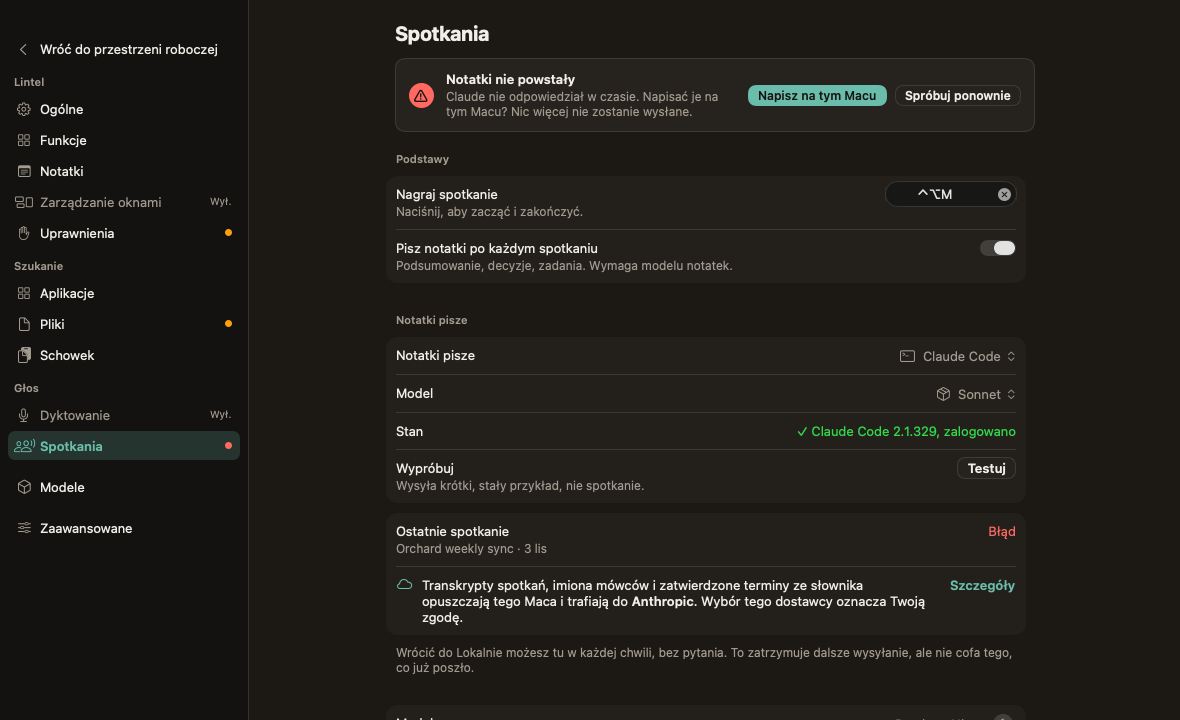 Wróć do przestrzeni roboczej
Lintel
Ogólne
Funkcje
Notatki
Zarządzanie oknami
Wył.
Uprawnienia
Szukanie
Aplikacje
Pliki
Schowek
Głos
Dyktowanie
Wył.
Spotkania
Modele
Zaawansowane
Spotkania
Notatki nie powstały
Claude nie odpowiedział w czasie. Napisać je na
tym Macu? Nic więcej nie zostanie wysłane.
Napisz na tym Macu
Spróbuj ponownie
Podstawy
Nagraj spotkanie
Naciśnij, aby zacząć i zakończyć.
⌃⌥M
Pisz notatki po każdym spotkaniu
Podsumowanie, decyzje, zadania. Wymaga modelu notatek.
Notatki pisze
Notatki pisze
Claude Code
Model
Sonnet
Stan
✓ Claude Code 2.1.329, zalogowano
Wypróbuj
Wysyła krótki, stały przykład, nie spotkanie.
Testuj
Ostatnie spotkanie
Orchard weekly sync · 3 lis
Błąd
Transkrypty spotkań, imiona mówców i zatwierdzone terminy ze słownika
opuszczają tego Maca i trafiają do Anthropic. Wybór tego dostawcy oznacza Twoją
zgodę.
Szczegóły
Wrócić do Lokalnie możesz tu w każdej chwili, bez pytania. To zatrzymuje dalsze wysyłanie, ale nie cofa tego,
co już poszło.